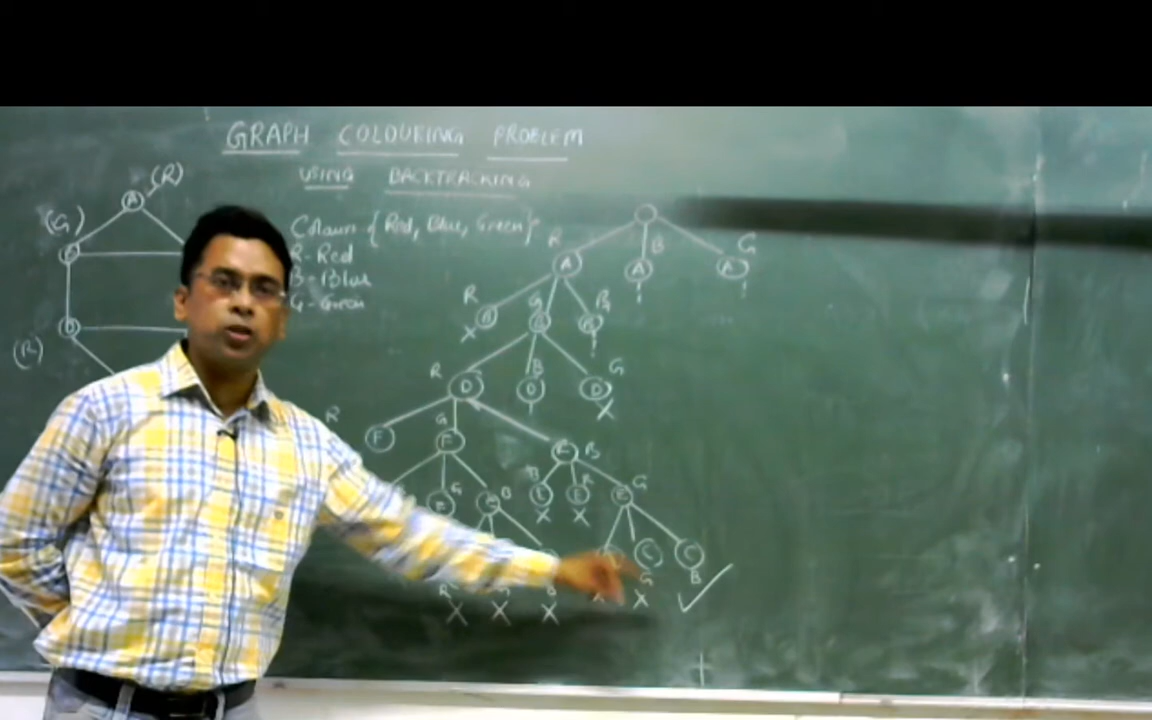 GRAPH COLOURING PROBLEM
USING BACKTRACKING
(R)
A
(G)
(R)
Colours {Red, Blue, Green}
R-Red
B-Blue
G-Green
R B G
A A A
R G B
X
R B G
D D D
X
R G B
F F E
G B B R G
E E E
X X
C C
G B
R G B
X X X X X